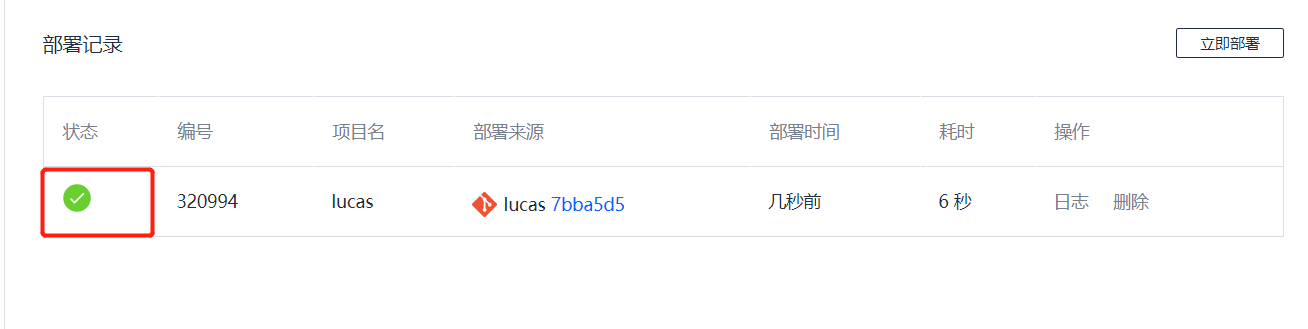 部署记录
立即部署
状态 编号 项目名 部署来源 部署时间 耗时 操作
320994 lucas lucas 7bba5d5 几秒前 6 秒 日志 删除